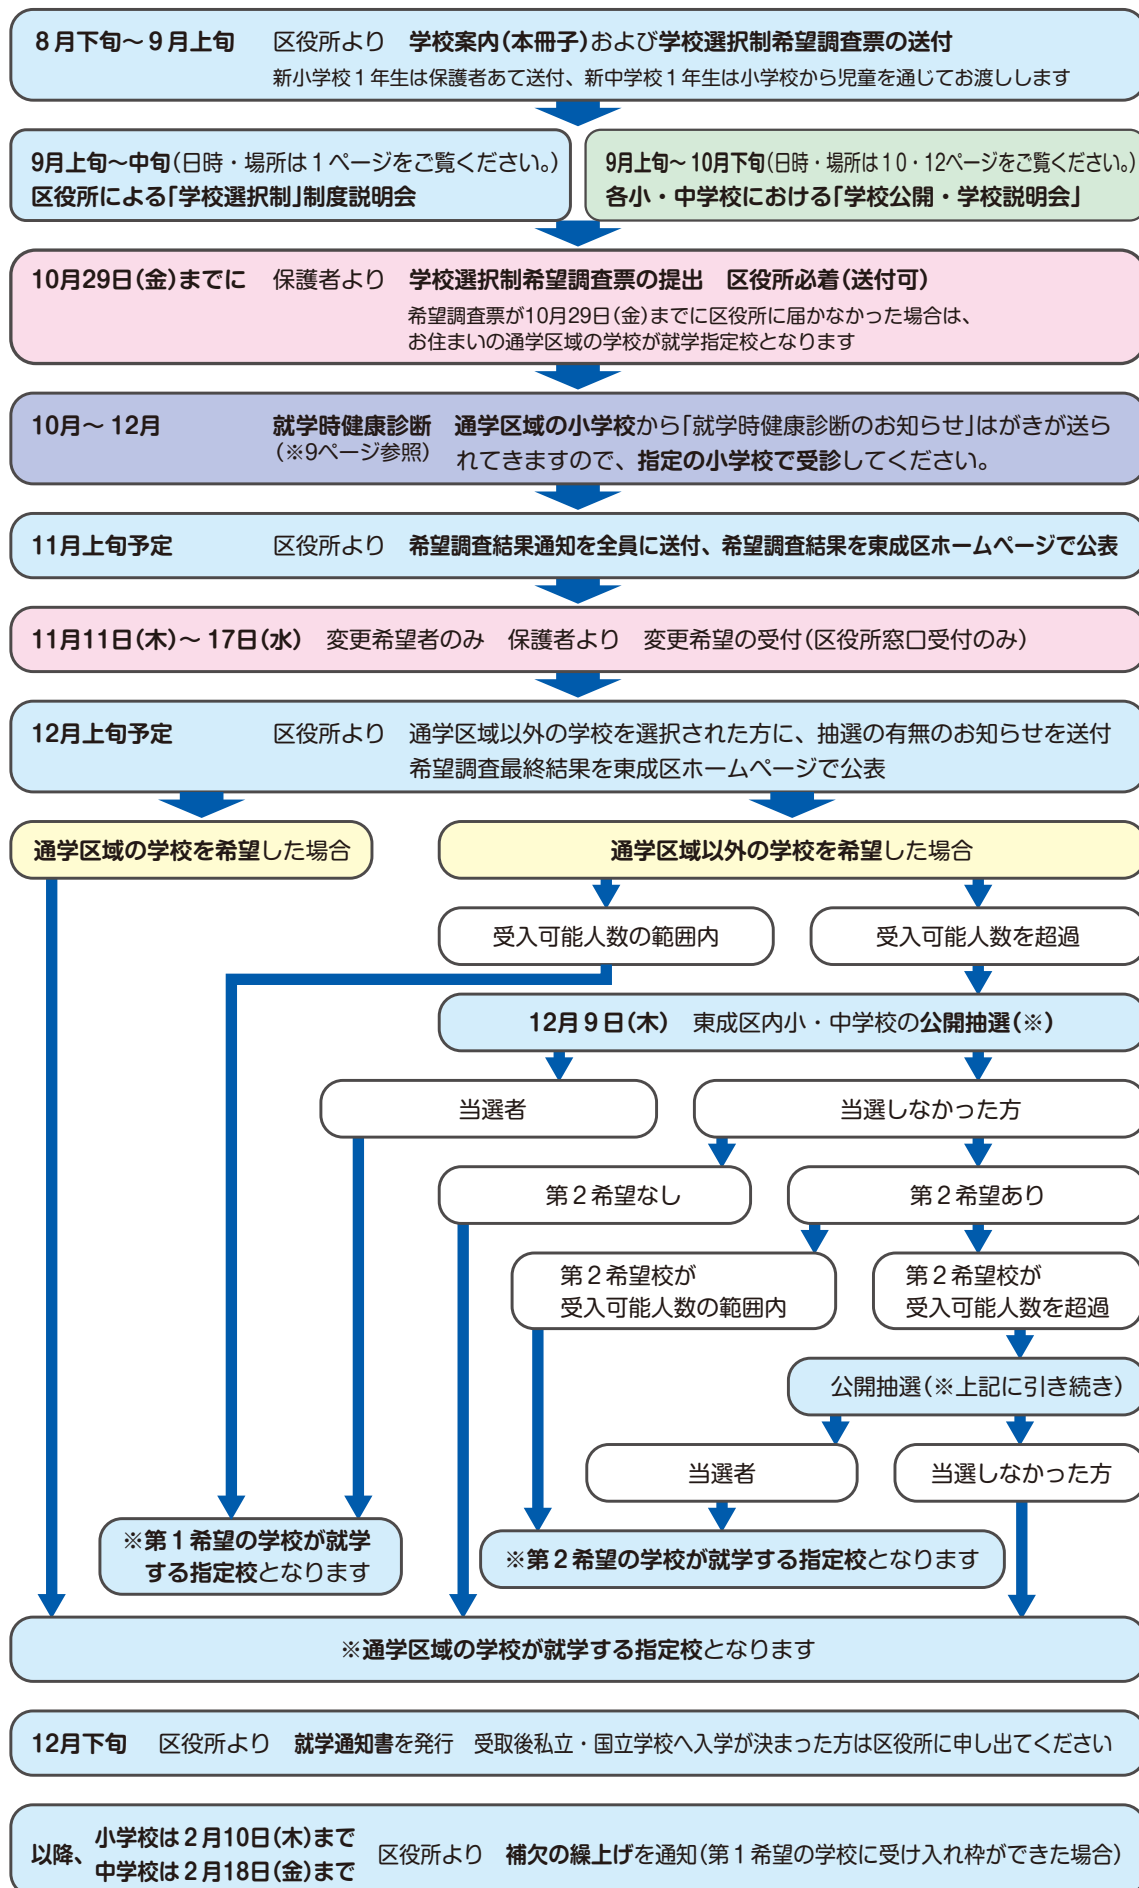 8月下旬～9月上旬　区役所より　学校案内(本冊子)および学校選択制希望調査票の送付
新小学校1年生は保護者あて送付、新中学校1年生は小学校から児童を通じてお渡しします
9月上旬～中旬(日時・場所は1ページをご覧ください。)
区役所による「学校選択制」制度説明会
9月上旬～10月下旬(日時・場所は10・12ページをご覧ください。)
各小・中学校における「学校公開・学校説明会」
10月29日(金)までに　保護者より　学校選択制希望調査票の提出　区役所必着(送付可)
希望調査票が10月29日(金)までに区役所に届かなかった場合は、
お住まいの通学区域の学校が就学指定校となります
10月～12月　就学時健康診断　通学区域の小学校から「就学時健康診断のお知らせ」はがきが送ら
(※9ページ参照)　れてきますので、指定の小学校で受診してください。
11月上旬予定　区役所より　希望調査結果通知を全員に送付、希望調査結果を東成区ホームページで公表
11月11日(木)～17日(水)　変更希望者のみ　保護者より　変更希望の受付(区役所窓口受付のみ)
12月上旬予定　区役所より　通学区域以外の学校を選択された方に、抽選の有無のお知らせを送付
希望調査最終結果を東成区ホームページで公表
通学区域の学校を希望した場合
通学区域以外の学校を希望した場合
受入可能人数の範囲内
受入可能人数を超過
12月9日(木)　東成区内小・中学校の公開抽選(※)
当選者
当選しなかった方
第2希望なし
第2希望あり
第2希望校が
受入可能人数の範囲内
第2希望校が
受入可能人数を超過
公開抽選(※上記に引き続き)
当選者
当選しなかった方
※第1希望の学校が就学
する指定校となります
※第2希望の学校が就学する指定校となります
※通学区域の学校が就学する指定校となります
12月下旬　区役所より　就学通知書を発行　受取後私立・国立学校へ入学が決まった方は区役所に申し出てください
以降、小学校は2月10日(木)まで
中学校は2月18日(金)まで　区役所より　補欠の繰上げを通知(第1希望の学校に受け入れ枠ができた場合)